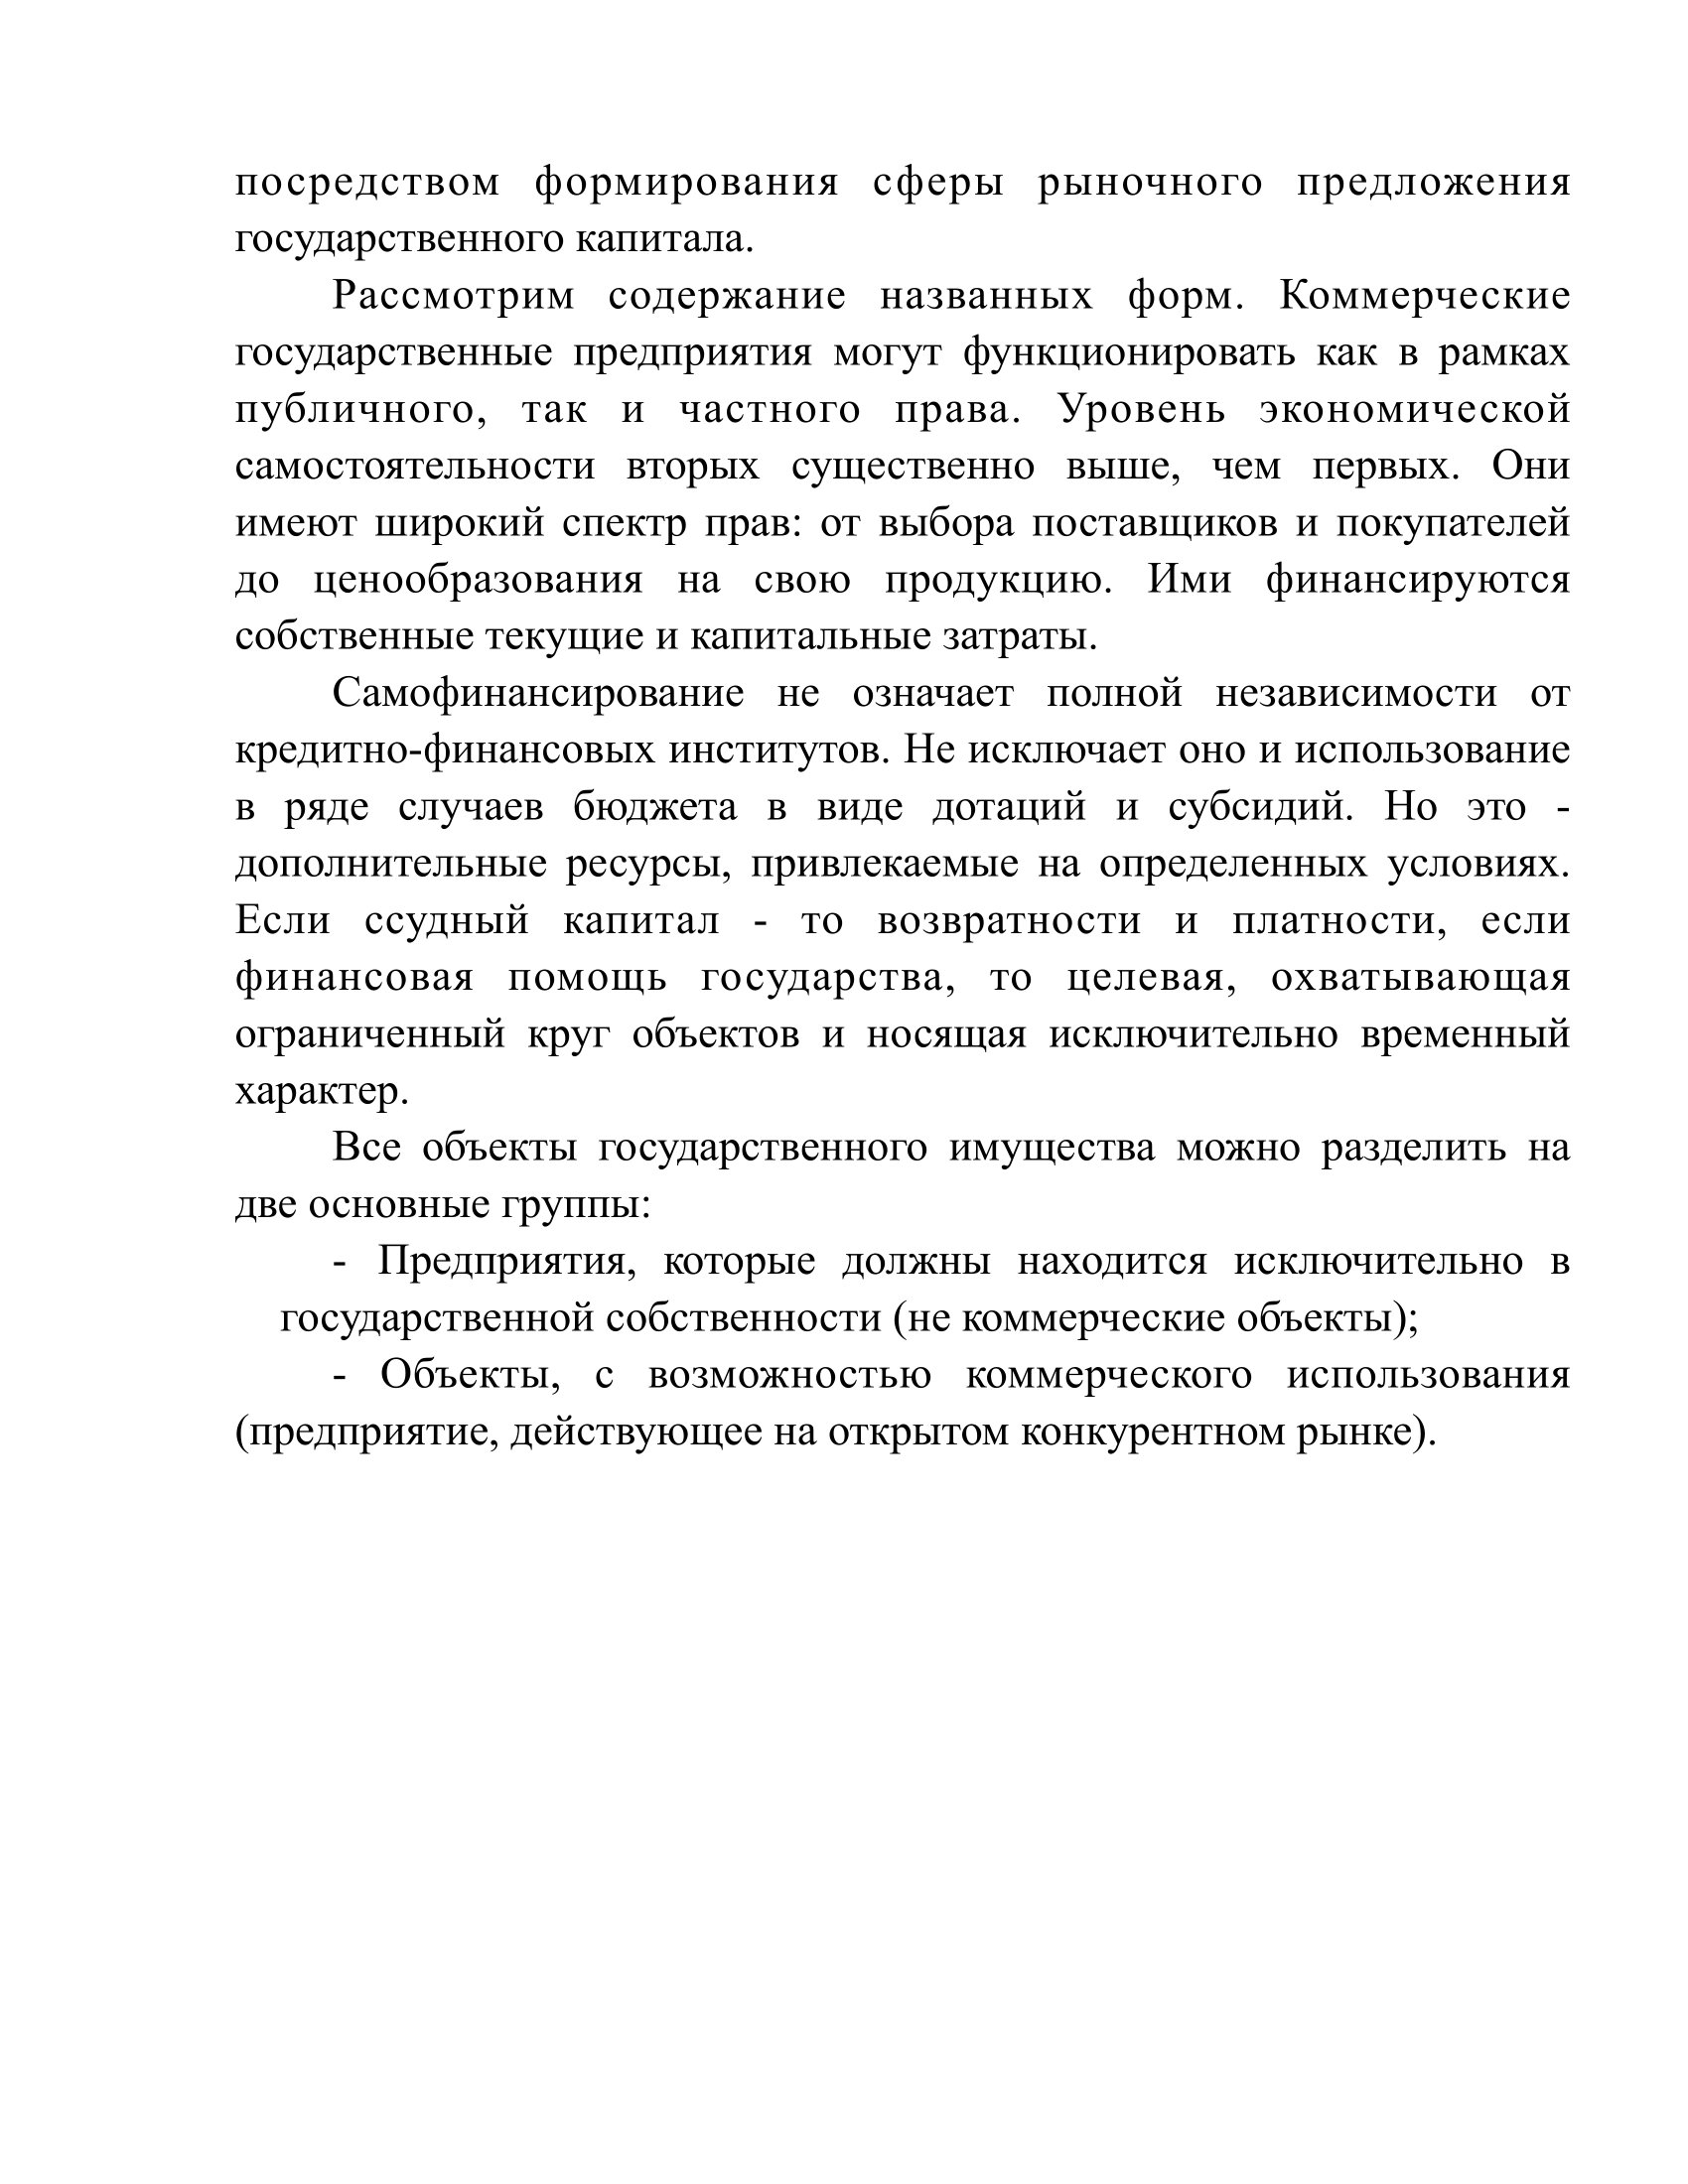 посредством формирования сферы рыночного предложения
государственного капитала.
Рассмотрим содержание названных форм. Коммерческие
государственные предприятия могут функционировать как в рамках
публичного, так и частного права. Уровень экономической
самостоятельности вторых существенно выше, чем первых. Они
имеют широкий спектр прав: от выбора поставщиков и покупателей
до ценообразования на свою продукцию. Ими финансируются
собственные текущие и капитальные затраты.
Самофинансирование не означает полной независимости от
кредитно-финансовых институтов. Не исключает оно и использование
в ряде случаев бюджета в виде дотаций и субсидий. Но это -
дополнительные ресурсы, привлекаемые на определенных условиях.
Если ссудный капитал - то возвратности и платности, если
финансовая помощь государства, то целевая, охватывающая
ограниченный круг объектов и носящая исключительно временный
характер.
Все объекты государственного имущества можно разделить на
две основные группы:
- Предприятия, которые должны находится исключительно в
государственной собственности (не коммерческие объекты);
- Объекты, с возможностью коммерческого использования
(предприятие, действующее на открытом конкурентном рынке).